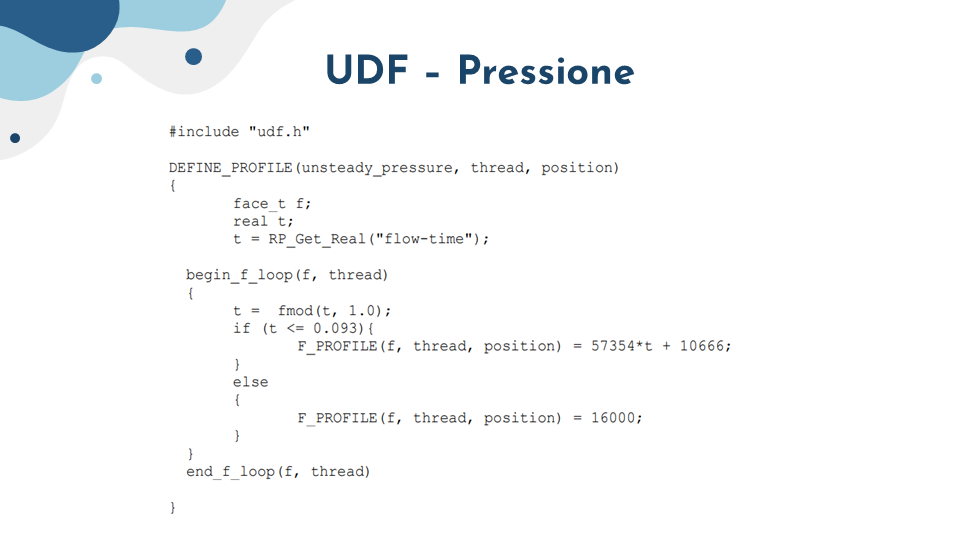 UDF - Pressione
#include "udf.h"
DEFINE_PROFILE(unsteady_pressure, thread, position)
{
face_t f;
real t;
t = RP_Get_Real("flow-time");
begin_f_loop(f, thread)
{
t =  fmod(t, 1.0);
if (t <= 0.093){
F_PROFILE(f, thread, position) = 57354*t + 10666;
}
else
{
F_PROFILE(f, thread, position) = 16000;
}
}
end_f_loop(f, thread)
}